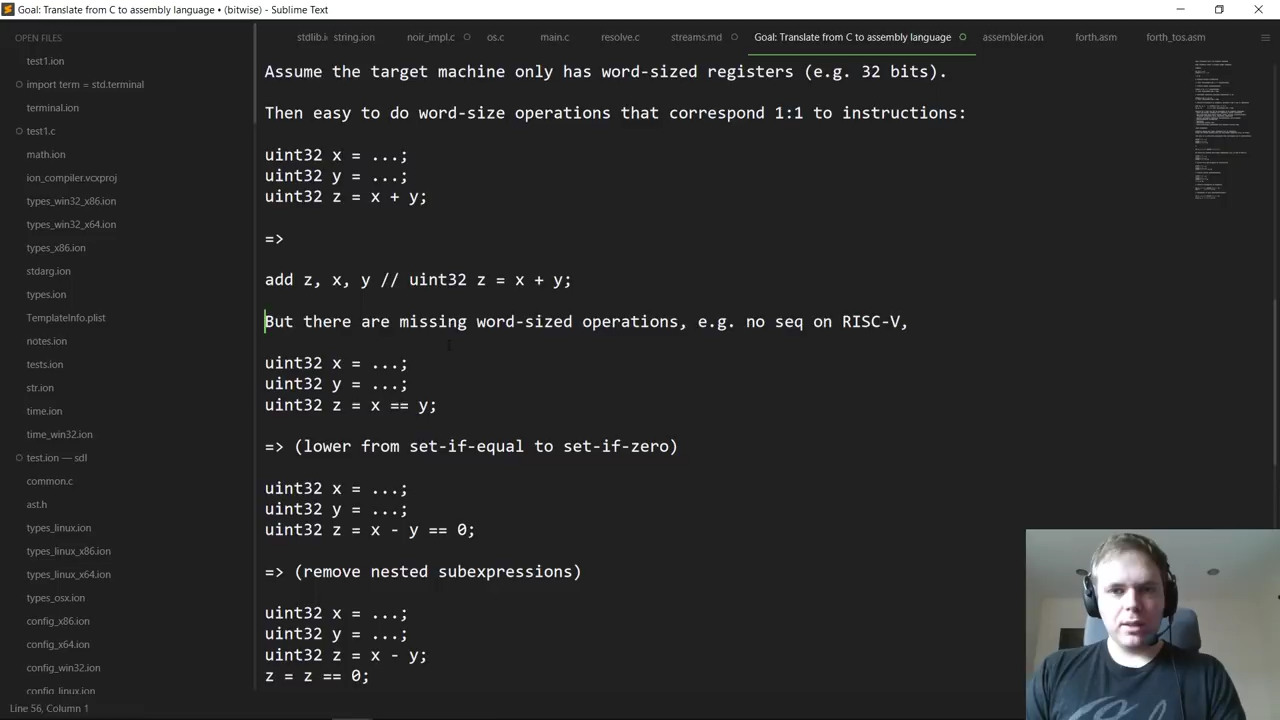 Goal: Translate from C to assembly language • (bitwise) - Sublime Text
OPEN FILES
test1.ion
import term = std.terminal
terminal.ion
test1.c
math.ion
ion_compiler.vcxproj
types_win32_x86.ion
types_win32_x64.ion
types_x86.ion
stdarg.ion
types.ion
TemplateInfo.plist
notes.ion
tests.ion
str.ion
time.ion
time_win32.ion
test.ion — sdl
common.c
ast.h
types_linux.ion
types_linux_x86.ion
types_linux_x64.ion
types_osx.ion
config_x86.ion
config_x64.ion
config_win32.ion
config_linux.ion
stdlib.i
string.ion
noir_impl.c
os.c
main.c
resolve.c
streams.md
Goal: Translate from C to assembly language
assembler.ion
forth.asm
forth_tos.asm
Assume the target machine only has word-sized registers (e.g. 32 bits).
Then easy to do word-size operations that correspond 1:1 to instructions:
uint32 x = ...;
uint32 y = ...;
uint32 z = x + y;
=>
add z, x, y // uint32 z = x + y;
But there are missing word-sized operations, e.g. no seq on RISC-V,
uint32 x = ...;
uint32 y = ...;
uint32 z = x == y;
=> (lower from set-if-equal to set-if-zero)
uint32 x = ...;
uint32 y = ...;
uint32 z = x - y == 0;
=> (remove nested subexpressions)
uint32 x = ...;
uint32 y = ...;
uint32 z = x - y;
z = z == 0;
Line 56, Column 1